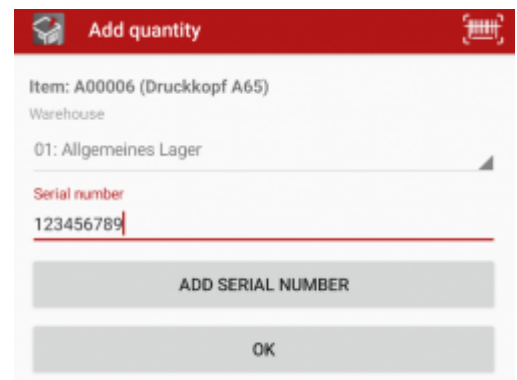 Add quantity
Item: A00006 (Druckkopf A65)
Warehouse
01: Allgemeines Lager
Serial number
123456789
ADD SERIAL NUMBER
OK